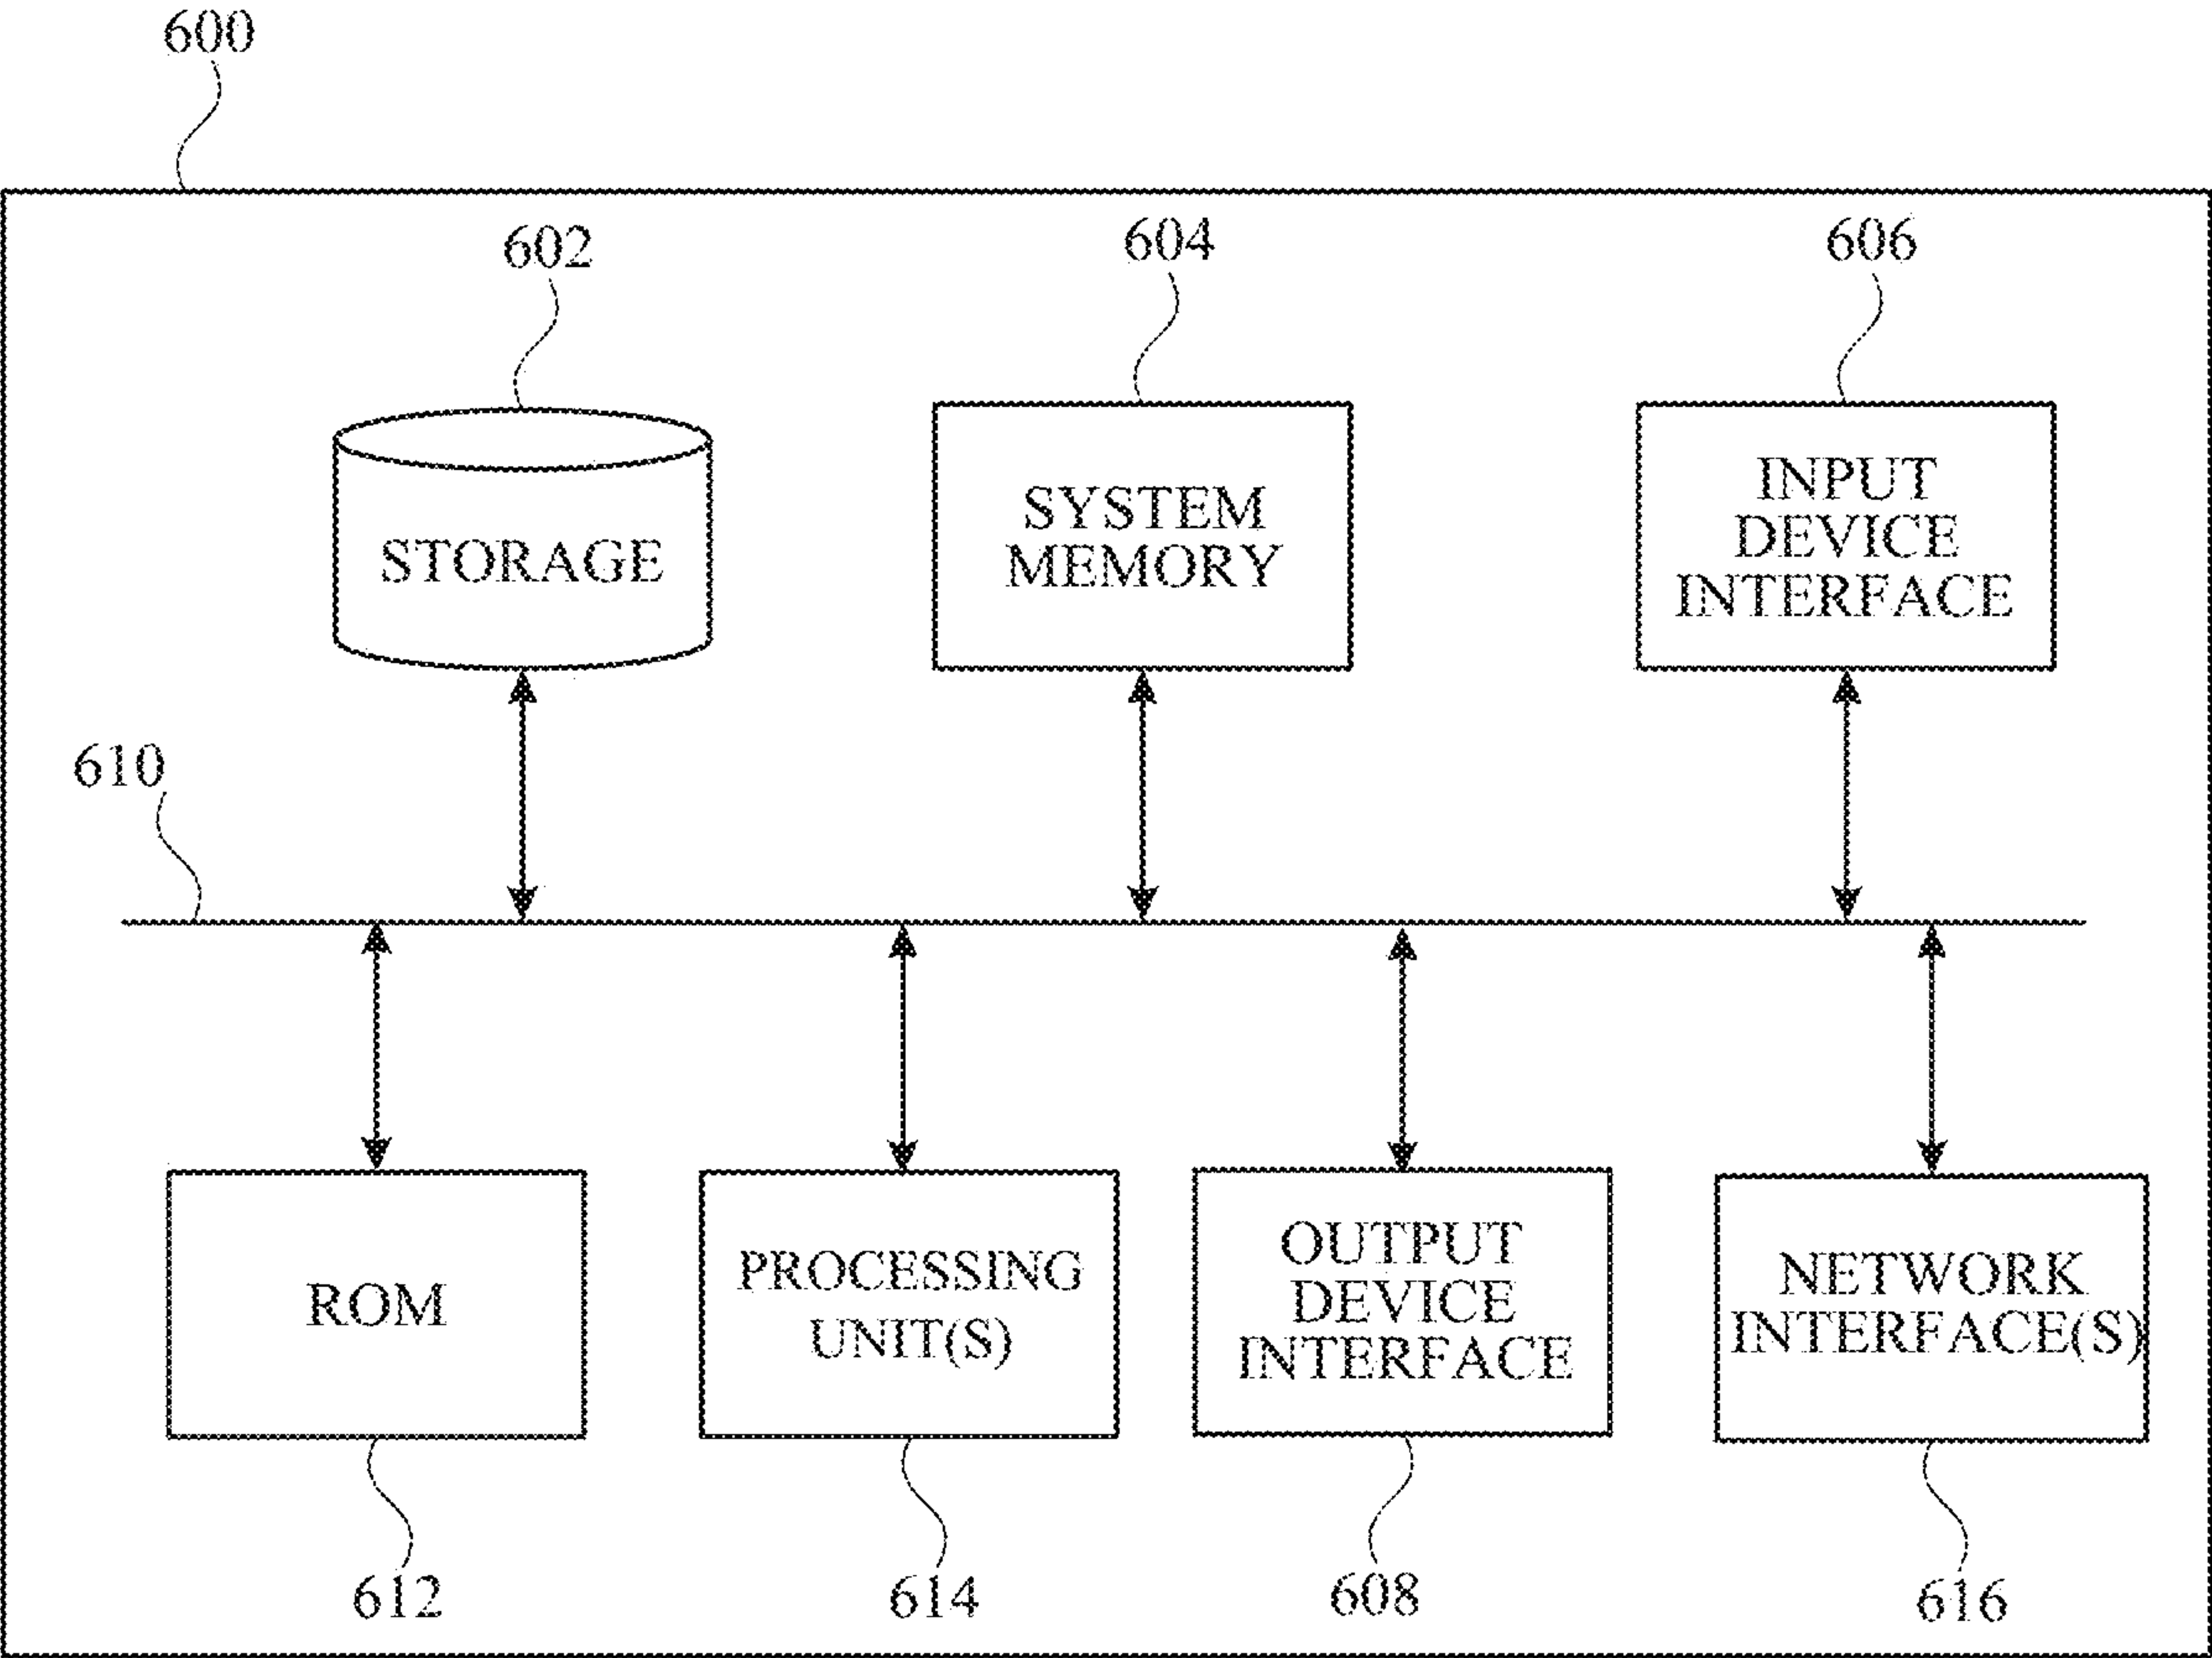 600
602
604
606
STORAGE
SYSTEM
MEMORY
INPUT
DEVICE
INTERFACE
610
ROM
PROCESSING
UNIT(S)
OUTPUT
DEVICE
INTERFACE
NETWORK
INTERFACE(S)
612
614
608
616